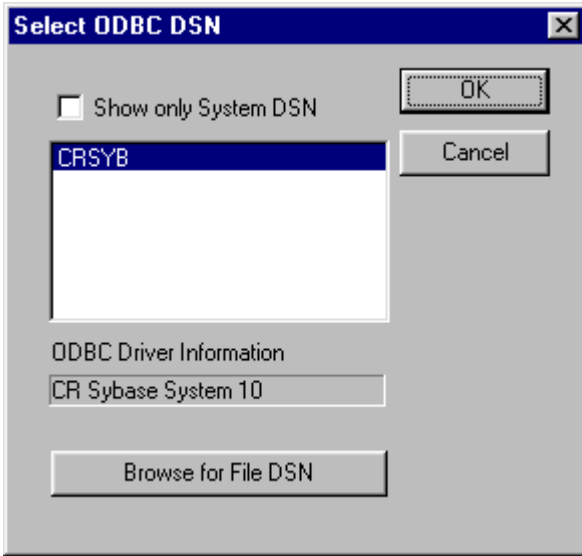 Select ODBC DSN
Show only System DSN
OK
CRSYB
Cancel
ODBC Driver Information
CR Sybase System 10
Browse for File DSN